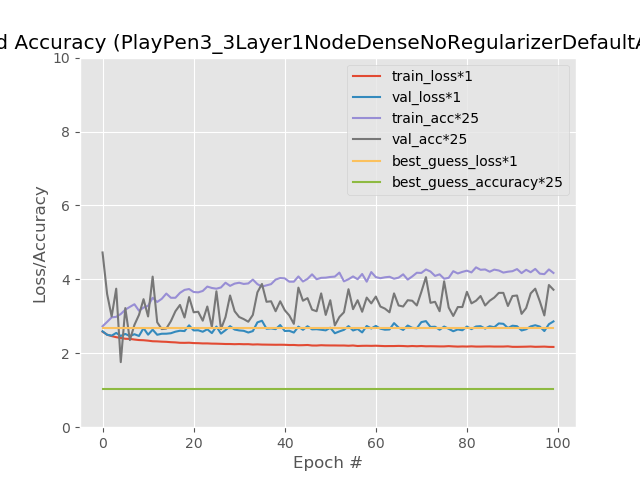 d Accuracy (PlayPen3_3Layer1NodeDenseNoRegularizerDefaultA
10
8
6
4
2
0
train_loss*1
val_loss*1
train_acc*25
val_acc*25
best_guess_loss*1
best_guess_accuracy*25
Loss/Accuracy
0 20 40 60 80 100
Epoch #